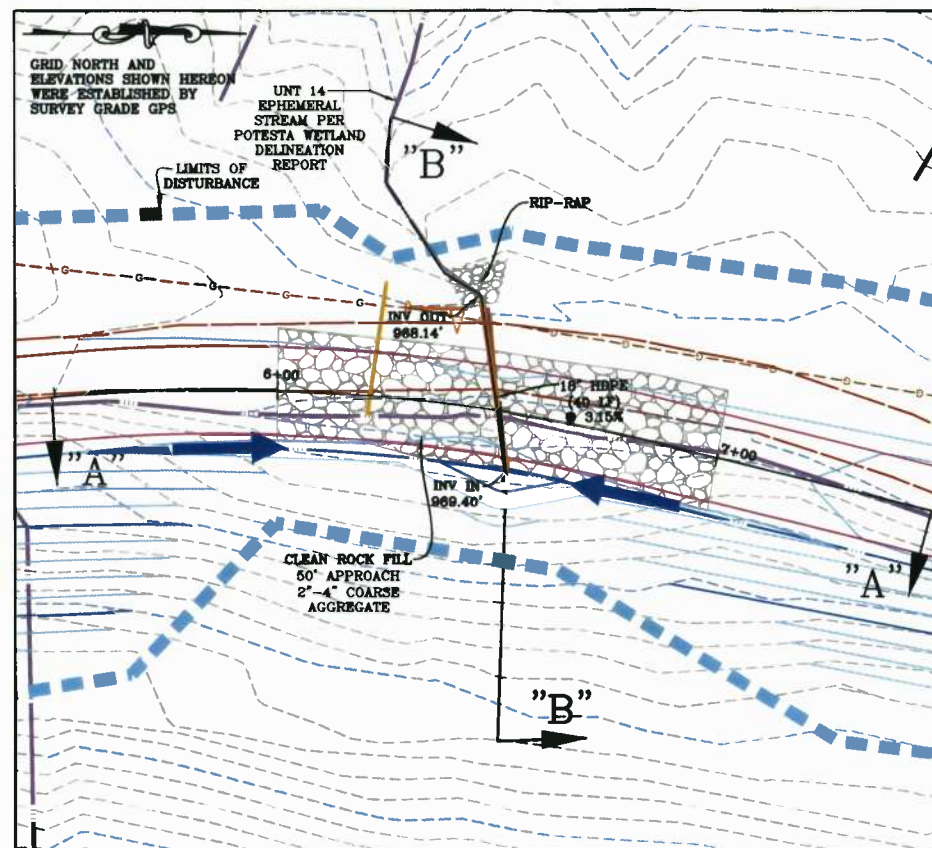 GRID NORTH AND
ELEVATIONS SHOWN HEREON
WERE ESTABLISHED BY
SURVEY GRADE GPS
UNT 14
EPHEMERAL
STREAM PER
POTESTA WETLAND
DELINEATION
REPORT
"B"
LIMITS OF
DISTURBANCE
RIP-RAP
G
G
G
G
G
INV OUT
968.14'
G
G
G
G
6+00
18" HDPE
(40 LF)
@ 3.15%
7+00
"A"
INV IN
969.40'
CLEAN ROCK FILL
50' APPROACH
2"-4" COARSE
AGGREGATE
"A"
"B"